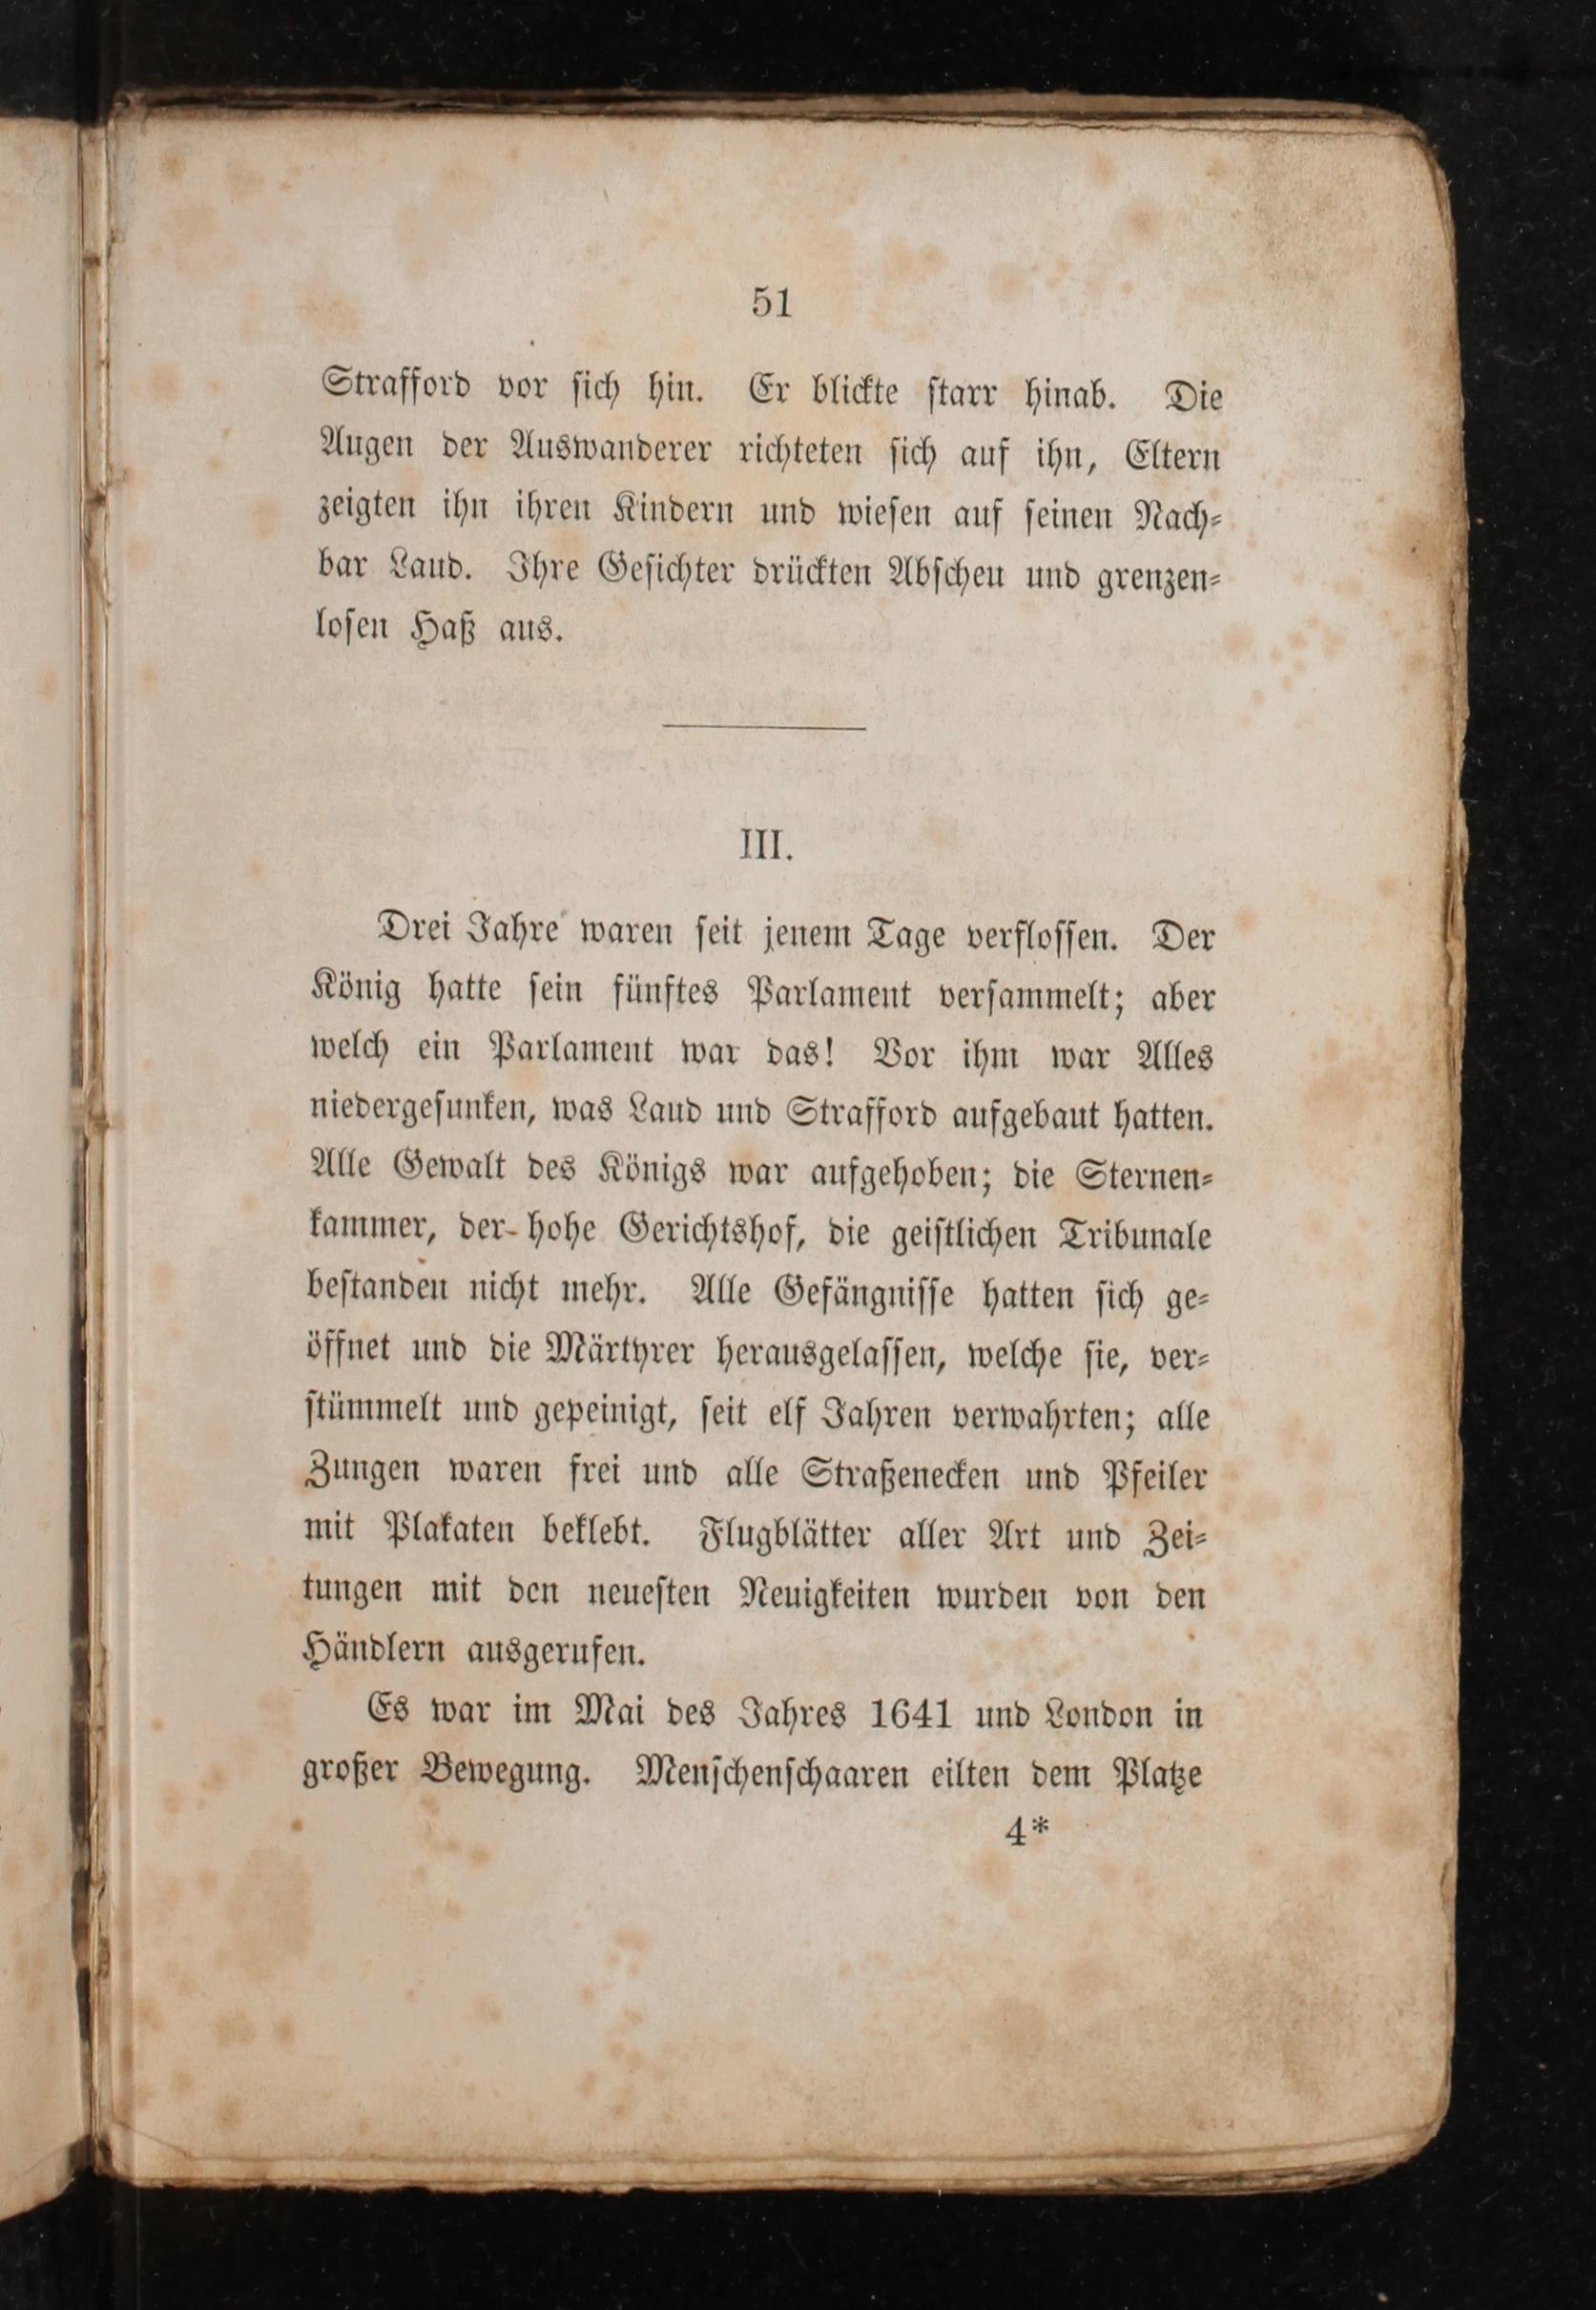 51
Strafford vor sich hin. Er blickte starr hinab. Die
Augen der Auswanderer richteten sich auf ihn, Eltern
zeigten ihn ihren Kindern und wiesen auf seinen Nach-
bar Laud. Ihre Gesichter drückten Abscheu und grenzen-
losen Haß aus.
III.
Drei Jahre waren seit jenem Tage verflossen. Der
König hatte sein fünftes Parlament versammelt; aber
welch ein Parlament war das! Vor ihm war Alles
niedergesunken, was Laud und Strafford aufgebaut hatten.
Alle Gewalt des Königs war aufgehoben; die Sternen-
kammer, der hohe Gerichtshof, die geistlichen Tribunale
bestanden nicht mehr. Alle Gefängnisse hatten sich ge-
öffnet und die Märtyrer herausgelassen, welche sie, ver-
stümmelt und gepeinigt, seit elf Jahren verwahrten; alle
Zungen waren frei und alle Straßenecken und Pfeiler
mit Plakaten beklebt. Flugblätter aller Art und Zei-
tungen mit den neuesten Neuigkeiten wurden von den
Händlern ausgerufen.
Es war im Mai des Jahres 1641 und London in
großer Bewegung. Menschenschaaren eilten dem Platze
4*